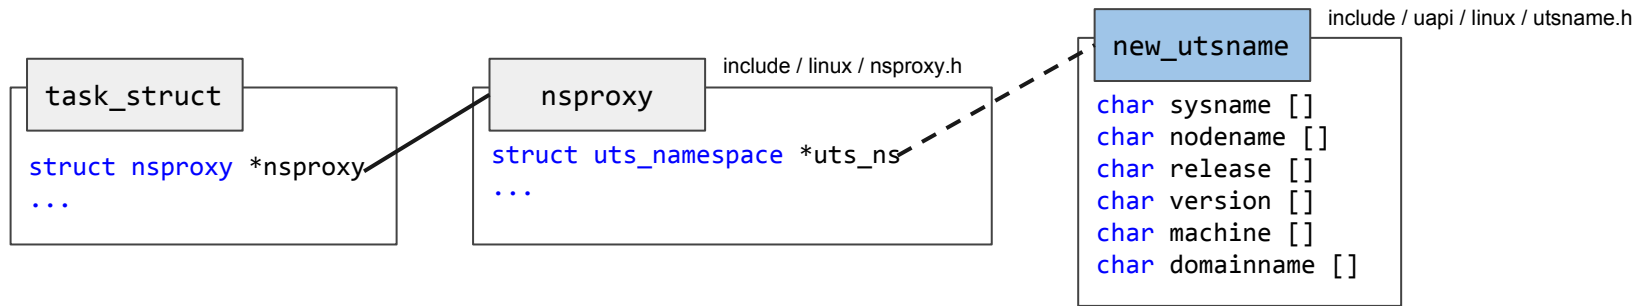 task_struct
struct nsproxy *nsproxy
...
include / linux / nsproxy.h
nsproxy
struct uts_namespace *uts_ns
...
include / uapi / linux / utsname.h
new_utsname
char sysname []
char nodename []
char release []
char version []
char machine []
char domainname []